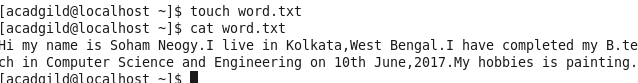 [acadgild@localhost ~]$ touch word.txt
[acadgild@localhost ~]$ cat word.txt
Hi my name is Soham Neogy.I live in Kolkata,West Bengal.I have completed my B.te
ch in Computer Science and Engineering on 10th June,2017.My hobbies is painting.
[acadgild@localhost ~]$